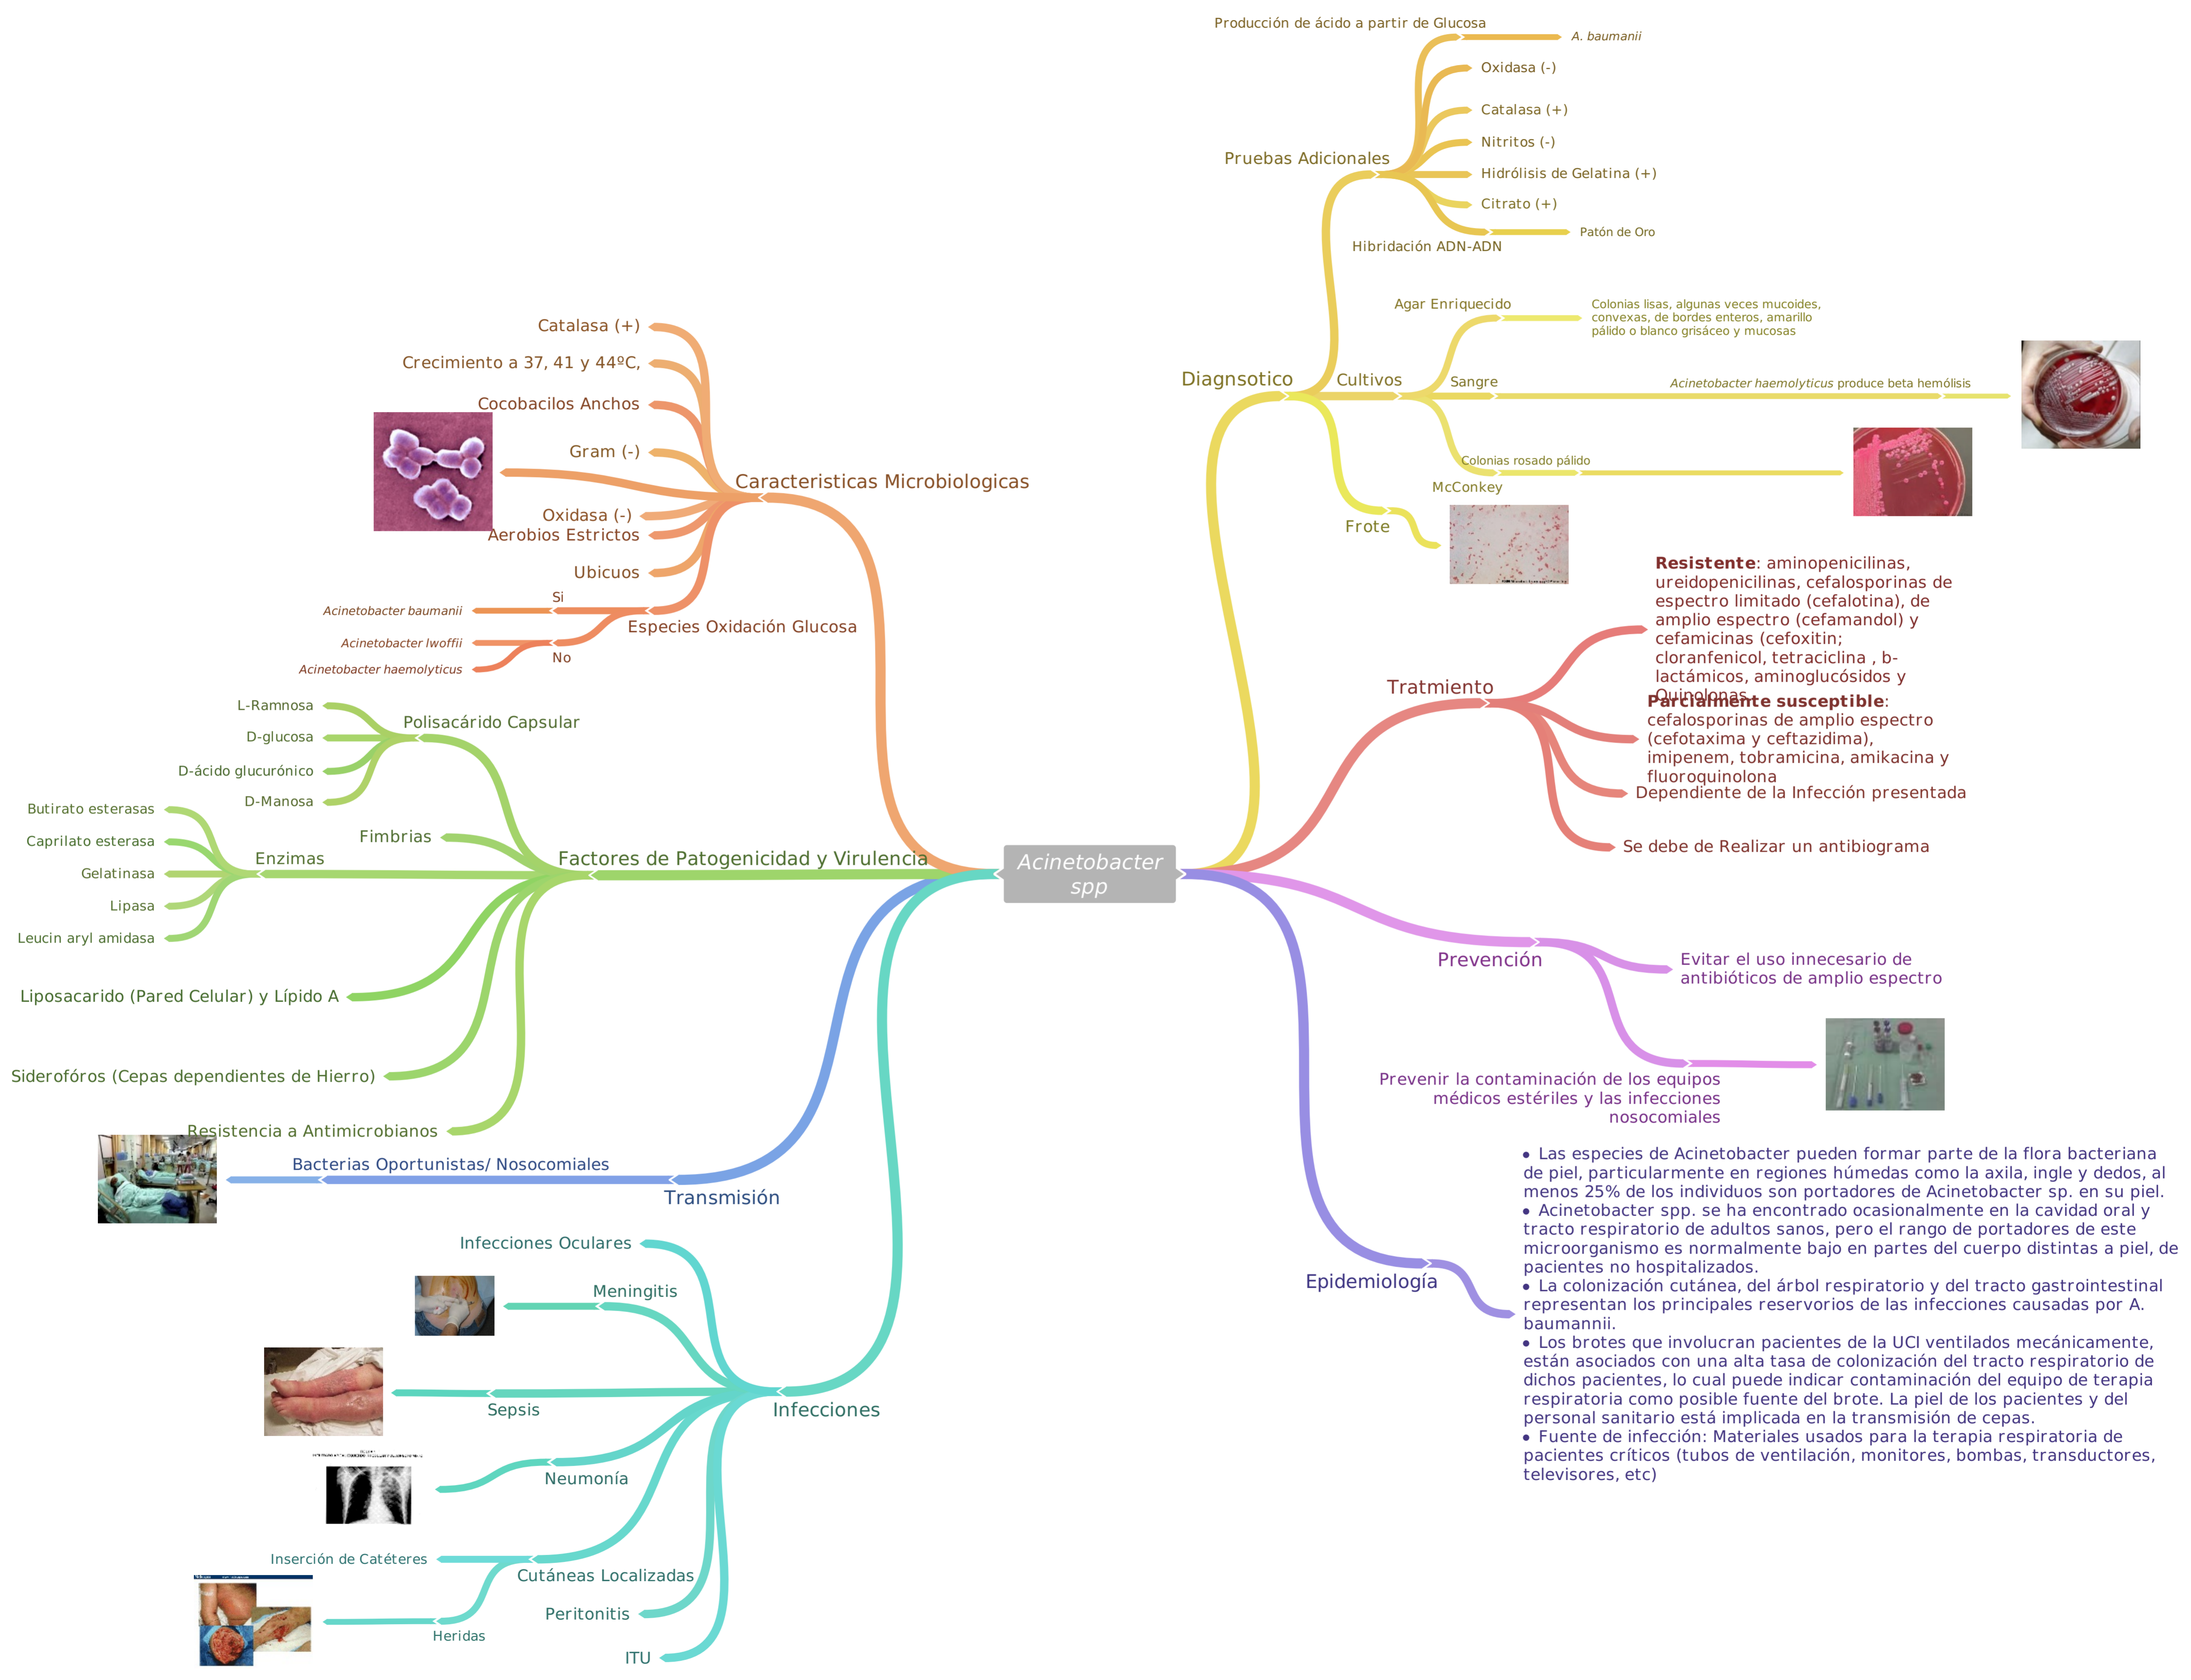 Acinetobacter
spp
Diagnsotico
Pruebas Adicionales
Producción de ácido a partir de Glucosa
A. baumanii
Oxidasa (-)
Catalasa (+)
Nitritos (-)
Hidrólisis de Gelatina (+)
Citrato (+)
Hibridación ADN-ADN
Patón de Oro
Cultivos
Agar Enriquecido
Colonias lisas, algunas veces mucoides,
convexas, de bordes enteros, amarillo
pálido o blanco grisáceo y mucosas
Sangre
Acinetobacter haemolyticus produce beta hemólisis
Colonias rosado pálido
McConkey
Frote
Tratmiento
Resistente: aminopenicilinas,
ureidopenicilinas, cefalosporinas de
espectro limitado (cefalotina), de
amplio espectro (cefamandol) y
cefamicinas (cefoxitin;
cloranfenicol, tetraciclina , b-
lactámicos, aminoglucósidos y
Quinolonas
Parcialmente susceptible:
cefalosporinas de amplio espectro
(cefotaxima y ceftazidima),
imipenem, tobramicina, amikacina y
fluoroquinolona
Dependiente de la Infección presentada
Se debe de Realizar un antibiograma
Prevención
Evitar el uso innecesario de
antibióticos de amplio espectro
Prevenir la contaminación de los equipos
médicos estériles y las infecciones
nosocomiales
Epidemiología
• Las especies de Acinetobacter pueden formar parte de la flora bacteriana
de piel, particularmente en regiones húmedas como la axila, ingle y dedos, al
menos 25% de los individuos son portadores de Acinetobacter sp. en su piel.
• Acinetobacter spp. se ha encontrado ocasionalmente en la cavidad oral y
tracto respiratorio de adultos sanos, pero el rango de portadores de este
microorganismo es normalmente bajo en partes del cuerpo distintas a piel, de
pacientes no hospitalizados.
• La colonización cutánea, del árbol respiratorio y del tracto gastrointestinal
representan los principales reservorios de las infecciones causadas por A.
baumannii.
• Los brotes que involucran pacientes de la UCI ventilados mecánicamente,
están asociados con una alta tasa de colonización del tracto respiratorio de
dichos pacientes, lo cual puede indicar contaminación del equipo de terapia
respiratoria como posible fuente del brote. La piel de los pacientes y del
personal sanitario está implicada en la transmisión de cepas.
• Fuente de infección: Materiales usados para la terapia respiratoria de
pacientes críticos (tubos de ventilación, monitores, bombas, transductores,
televisores, etc)
Caracteristicas Microbiologicas
Catalasa (+)
Crecimiento a 37, 41 y 44ºC,
Cocobacilos Anchos
Gram (-)
Oxidasa (-)
Aerobios Estrictos
Ubicuos
Especies Oxidación Glucosa
Si
Acinetobacter baumanii
No
Acinetobacter lwoffii
Acinetobacter haemolyticus
Factores de Patogenicidad y Virulencia
Polisacárido Capsular
L-Ramnosa
D-glucosa
D-ácido glucurónico
D-Manosa
Fimbrias
Enzimas
Butirato esterasas
Caprilato esterasa
Gelatinasa
Lipasa
Leucin aryl amidasa
Liposacarido (Pared Celular) y Lípido A
Siderofóros (Cepas dependientes de Hierro)
Resistencia a Antimicrobianos
Transmisión
Bacterias Oportunistas/ Nosocomiales
Infecciones
Infecciones Oculares
Meningitis
Sepsis
Neumonía
Cutáneas Localizadas
Inserción de Catéteres
Heridas
Peritonitis
ITU